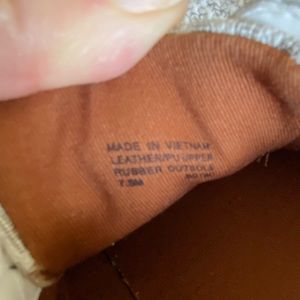 MADE IN VIETNAM
LEATHER/PU UPPER
RUBBER OUTSOLE
7.5M